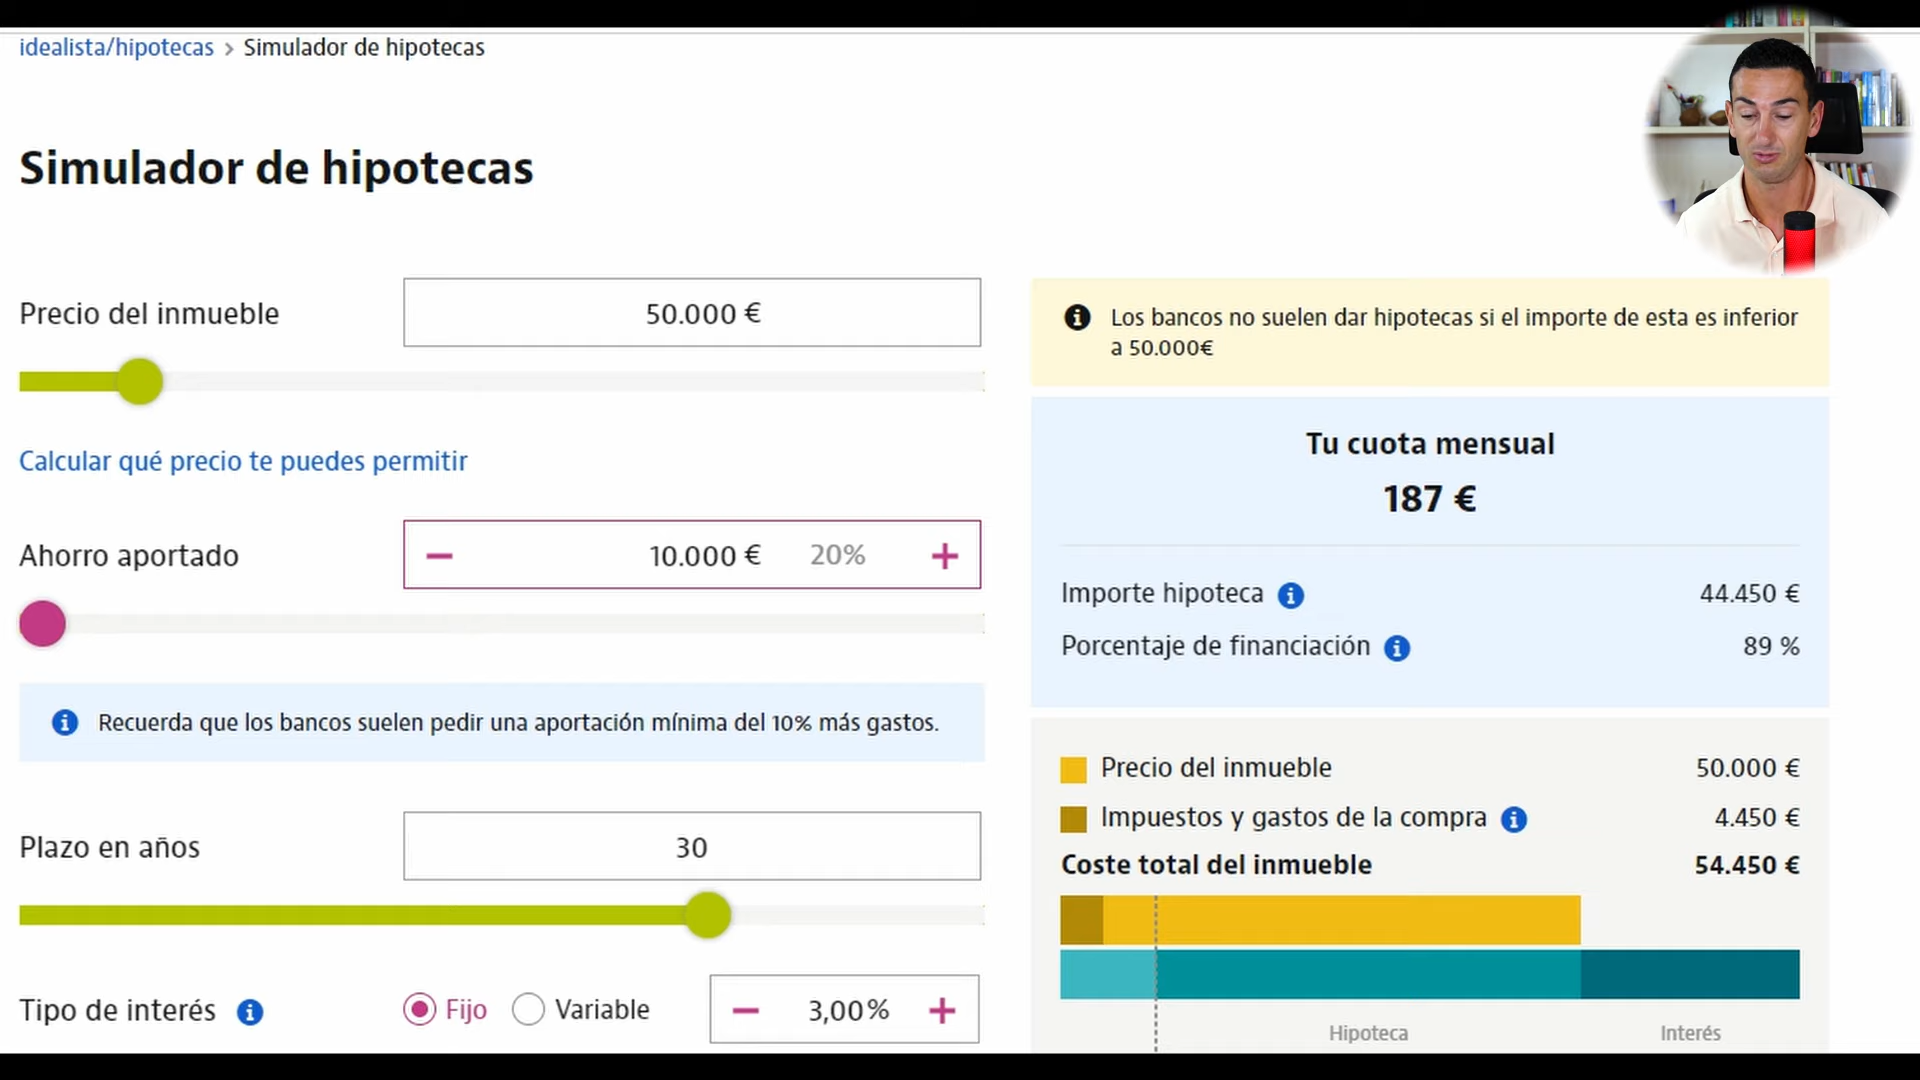 idealista/hipotecas > Simulador de hipotecas
Simulador de hipotecas
Precio del inmueble
50.000 €
Calcular qué precio te puedes permitir
Ahorro aportado
− 10.000 € 20% +
Recuerda que los bancos suelen pedir una aportación mínima del 10% más gastos.
Plazo en años
30
Tipo de interés
Fijo
Variable
− 3,00% +
Los bancos no suelen dar hipotecas si el importe de esta es inferior
a 50.000€
Tu cuota mensual
187 €
Importe hipoteca 44.450 €
Porcentaje de financiación 89 %
Precio del inmueble 50.000 €
Impuestos y gastos de la compra 4.450 €
Coste total del inmueble 54.450 €
Hipoteca Interés